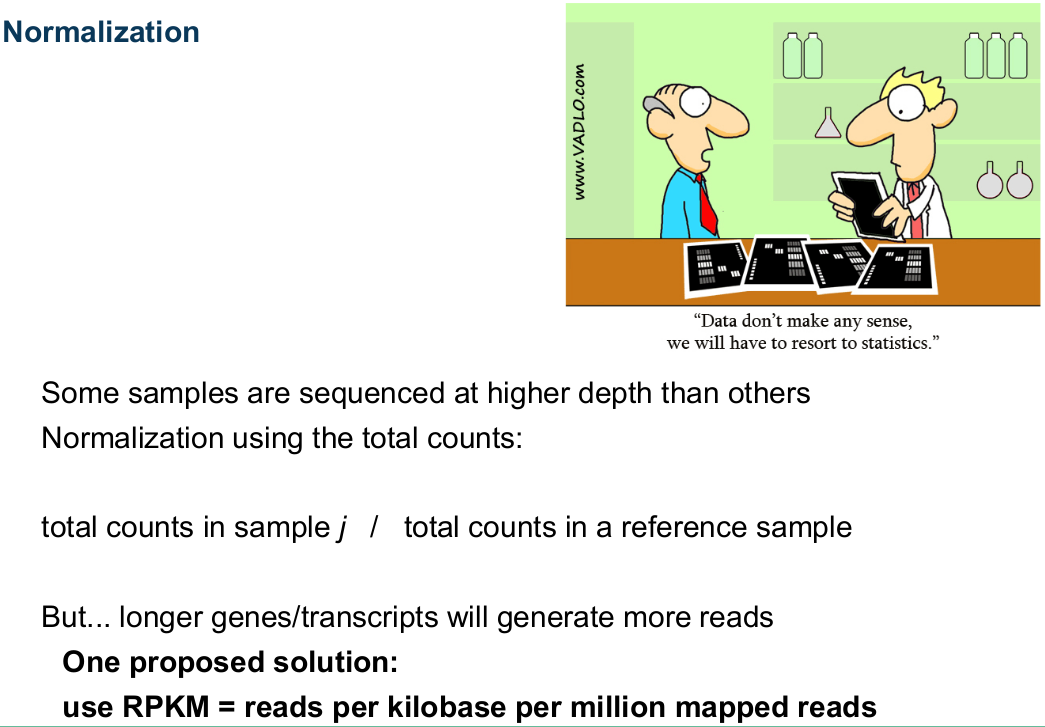 Normalization
www.VADLO.com
“Data don’t make any sense,
we will have to resort to statistics.”
Some samples are sequenced at higher depth than others
Normalization using the total counts:
total counts in sample j / total counts in a reference sample
But... longer genes/transcripts will generate more reads
One proposed solution:
use RPKM = reads per kilobase per million mapped reads